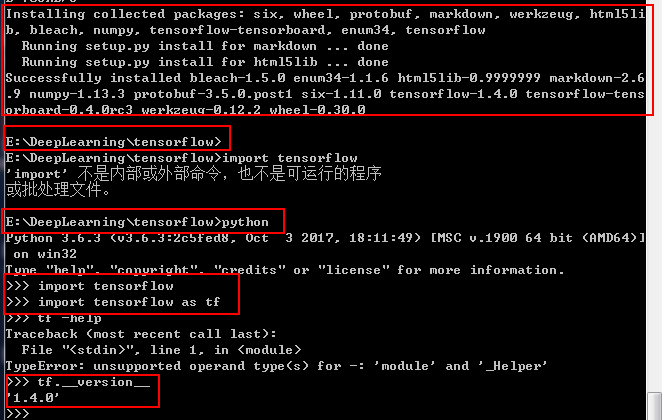 Installing collected packages: six, wheel, protobuf, markdown, werkzeug, html5li
b, bleach, numpy, tensorflow-tensorboard, enum34, tensorflow
  Running setup.py install for markdown ... done
  Running setup.py install for html5lib ... done
Successfully installed bleach-1.5.0 enum34-1.1.6 html5lib-0.9999999 markdown-2.6
.9 numpy-1.13.3 protobuf-3.5.0.post1 six-1.11.0 tensorflow-1.4.0 tensorflow-tens
orboard-0.4.0rc3 werkzeug-0.12.2 wheel-0.30.0
E:\DeepLearning\tensorflow>
E:\DeepLearning\tensorflow>import tensorflow
'import' 不是内部或外部命令，也不是可运行的程序
或批处理文件。
E:\DeepLearning\tensorflow>python
Python 3.6.3 (v3.6.3:2c5fed8, Oct  3 2017, 18:11:49) [MSC v.1900 64 bit (AMD64)]
 on win32
Type "help", "copyright", "credits" or "license" for more information.
>>> import tensorflow
>>> import tensorflow as tf
>>> tf -help
Traceback (most recent call last):
  File "<stdin>", line 1, in <module>
TypeError: unsupported operand type(s) for -: 'module' and '_Helper'
>>> tf.__version__
'1.4.0'
>>>